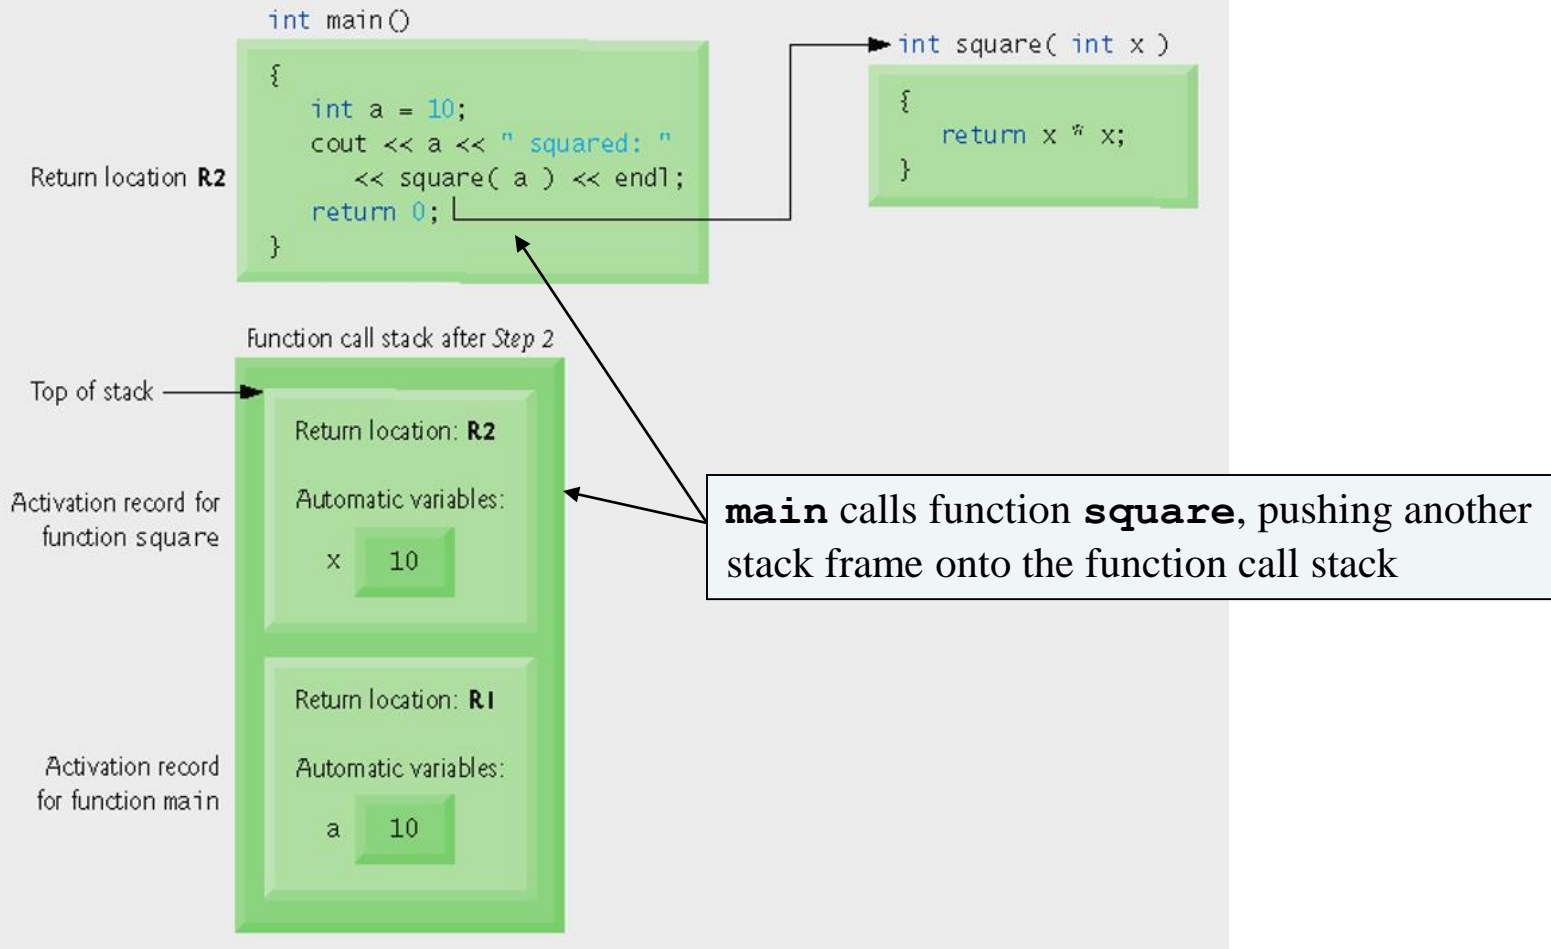 int main()
{
int a = 10;
cout << a << " squared: "
<< square( a ) << endl;
return 0;
}
Return location R2
int square( int x )
{
return x * x;
}
Function call stack after Step 2
Top of stack
Return location: R2
Activation record for
function square
Automatic variables:
x 10
main calls function square, pushing another
stack frame onto the function call stack
Return location: R1
Activation record
for function main
Automatic variables:
a 10